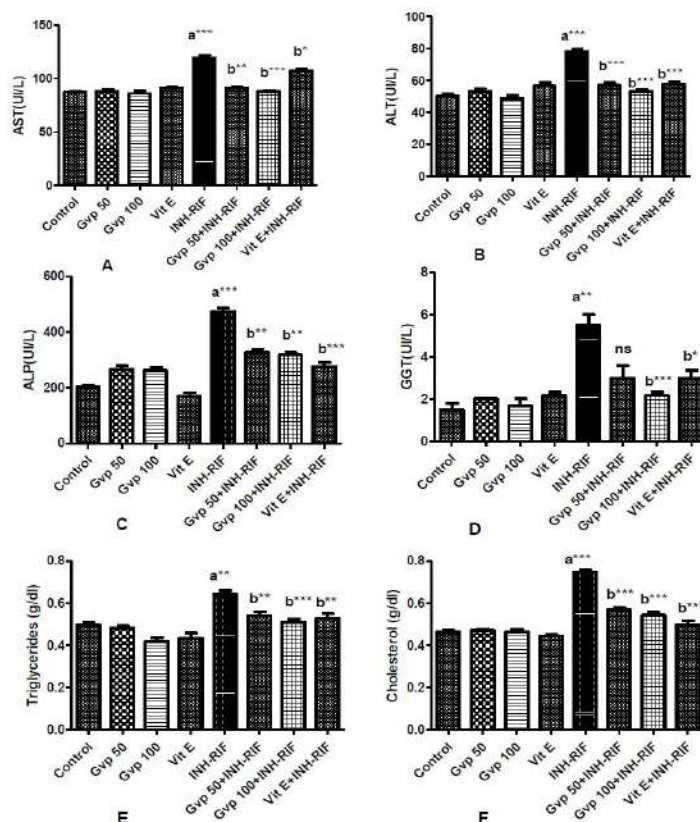 150
100
50
0
AST(UI/L)
a***
b**
b***
b*
Control
Gvp 50
Gvp 100
Vit E
INH-RIF
Gvp 50+INH-RIF
Gvp 100+INH-RIF
Vit E+INH-RIF
A
100
80
60
40
20
0
ALT(UI/L)
a***
b***
b***
b***
Control
Gvp 50
Gvp 100
Vit E
INH-RIF
Gvp 50+INH-RIF
Gvp 100+INH-RIF
Vit E+INH-RIF
B
600
400
200
0
ALP(UI/L)
a***
b**
b**
b***
Control
Gvp 50
Gvp 100
Vit E
INH-RIF
Gvp 50+INH-RIF
Gvp 100+INH-RIF
Vit E+INH-RIF
C
8
6
4
2
0
GGT(UI/L)
a**
ns
b***
b*
Control
Gvp 50
Gvp 100
Vit E
INH-RIF
Gvp 50+INH-RIF
Gvp 100+INH-RIF
Vit E+INH-RIF
D
0.8
0.6
0.4
0.2
0.0
Triglycerides (g/dl)
a**
b**
b***
b**
Control
Gvp 50
Gvp 100
Vit E
INH-RIF
Gvp 50+INH-RIF
Gvp 100+INH-RIF
Vit E+INH-RIF
E
0.8
0.6
0.4
0.2
0.0
Cholesterol (g/dl)
a***
b***
b***
b***
Control
Gvp 50
Gvp 100
Vit E
INH-RIF
Gvp 50+INH-RIF
Gvp 100+INH-RIF
Vit E+INH-RIF
F